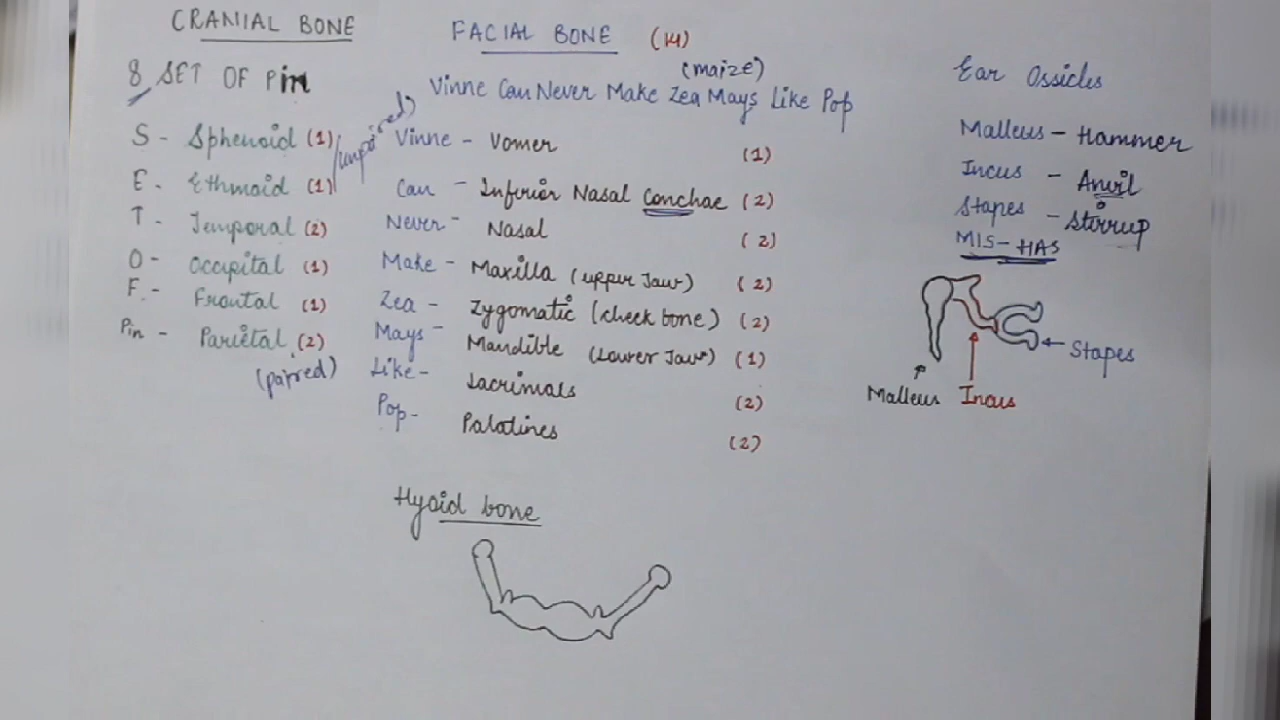 CRANIAL BONE
8 SET OF Pin
S - Sphenoid (1)
E - Ethmoid (1)
T - Temporal (2)
O - Occipital (1)
F - Frontal (1)
Pin - Parietal (2)
(paired)
(unpaired)
FACIAL BONE (14)
(maize)
Vinne Can Never Make Zea Mays Like Pop
Vinne - Vomer (1)
Can - Inferior Nasal Conchae (2)
Never - Nasal (2)
Make - Maxilla (upper Jaw) (2)
Zea - Zygomatic (cheek bone) (2)
Mays - Mandible (Lower Jaw) (1)
Like - Lacrimals (2)
Pop - Palatines (2)
Ear Ossicles
Malleus - Hammer
Incus - Anvil
Stapes - Stirrup
MIS - HAS
Stapes
Malleus Incus
Hyoid bone